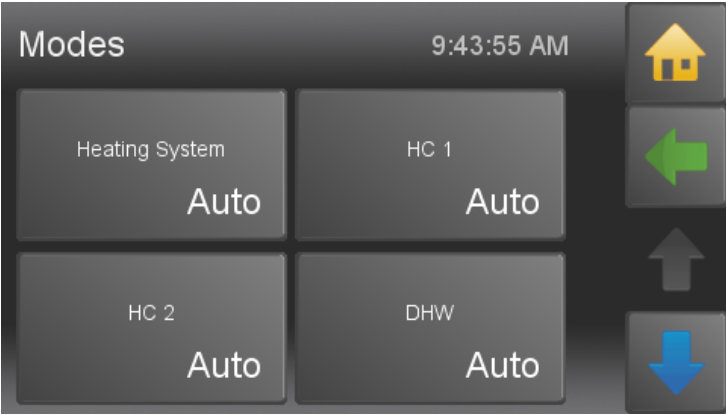 Modes 9:43:55 AM
Heating System
Auto
HC 1
Auto
HC 2
Auto
DHW
Auto